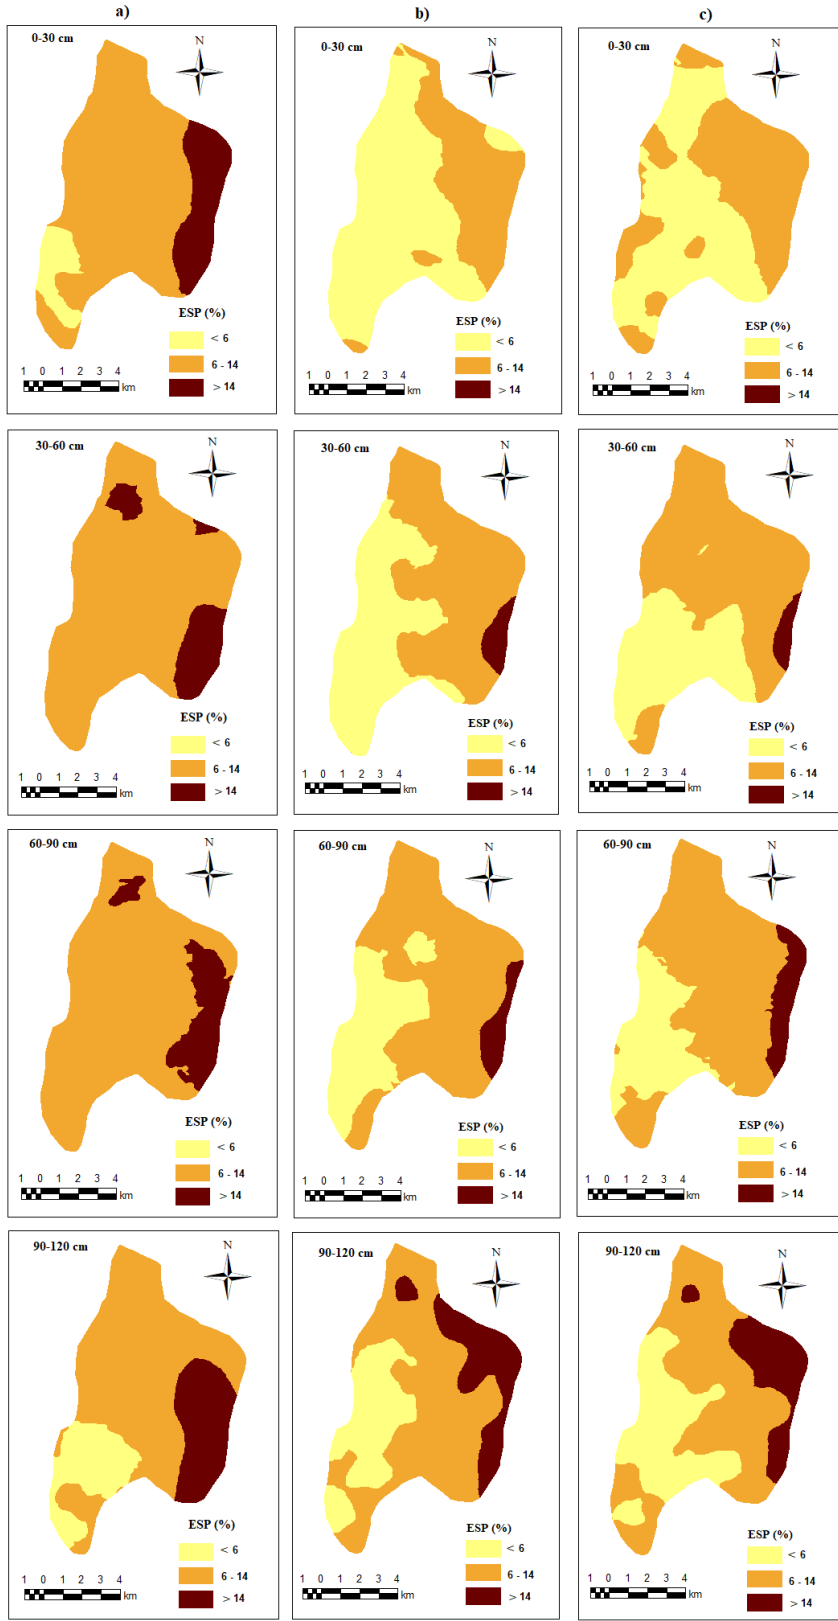 a)
b)
c)
0-30 cm
N
ESP (%)
< 6
6 - 14
> 14
1 0 1 2 3 4
km
0-30 cm
N
ESP (%)
< 6
6 - 14
> 14
1 0 1 2 3 4
km
0-30 cm
N
ESP (%)
< 6
6 - 14
> 14
1 0 1 2 3 4
km
30-60 cm
N
ESP (%)
< 6
6 - 14
> 14
1 0 1 2 3 4
km
30-60 cm
N
ESP (%)
< 6
6 - 14
> 14
1 0 1 2 3 4
km
30-60 cm
N
ESP (%)
< 6
6 - 14
> 14
1 0 1 2 3 4
km
60-90 cm
N
ESP (%)
< 6
6 - 14
> 14
1 0 1 2 3 4
km
60-90 cm
N
ESP (%)
< 6
6 - 14
> 14
1 0 1 2 3 4
km
60-90 cm
N
ESP (%)
< 6
6 - 14
> 14
1 0 1 2 3 4
km
90-120 cm
N
ESP (%)
< 6
6 - 14
> 14
1 0 1 2 3 4
km
90-120 cm
N
ESP (%)
< 6
6 - 14
> 14
1 0 1 2 3 4
km
90-120 cm
N
ESP (%)
< 6
6 - 14
> 14
1 0 1 2 3 4
km